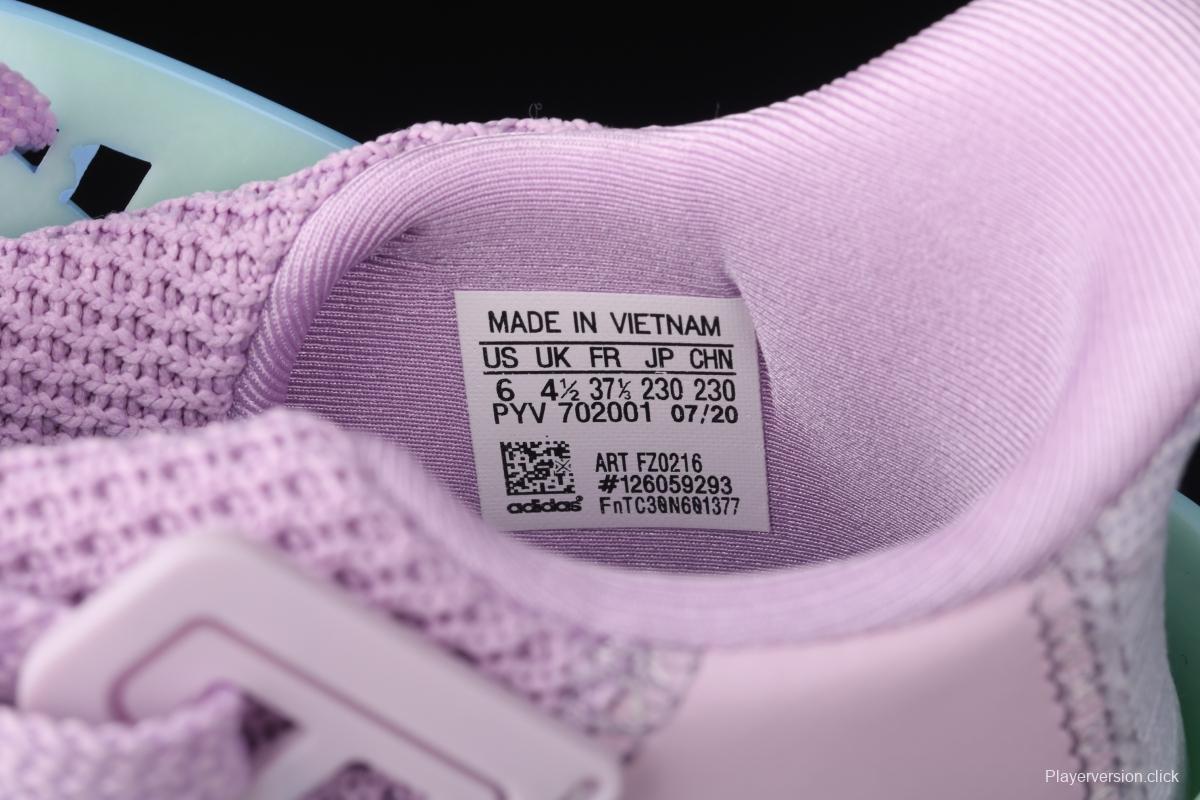 MADE IN VIETNAM
US UK FR JP CHN
6 4½ 37⅓ 230 230
PYV 702001 07/20
ART FZ0216
#126059293
adidas FnTC30N601377
Playerversion.click